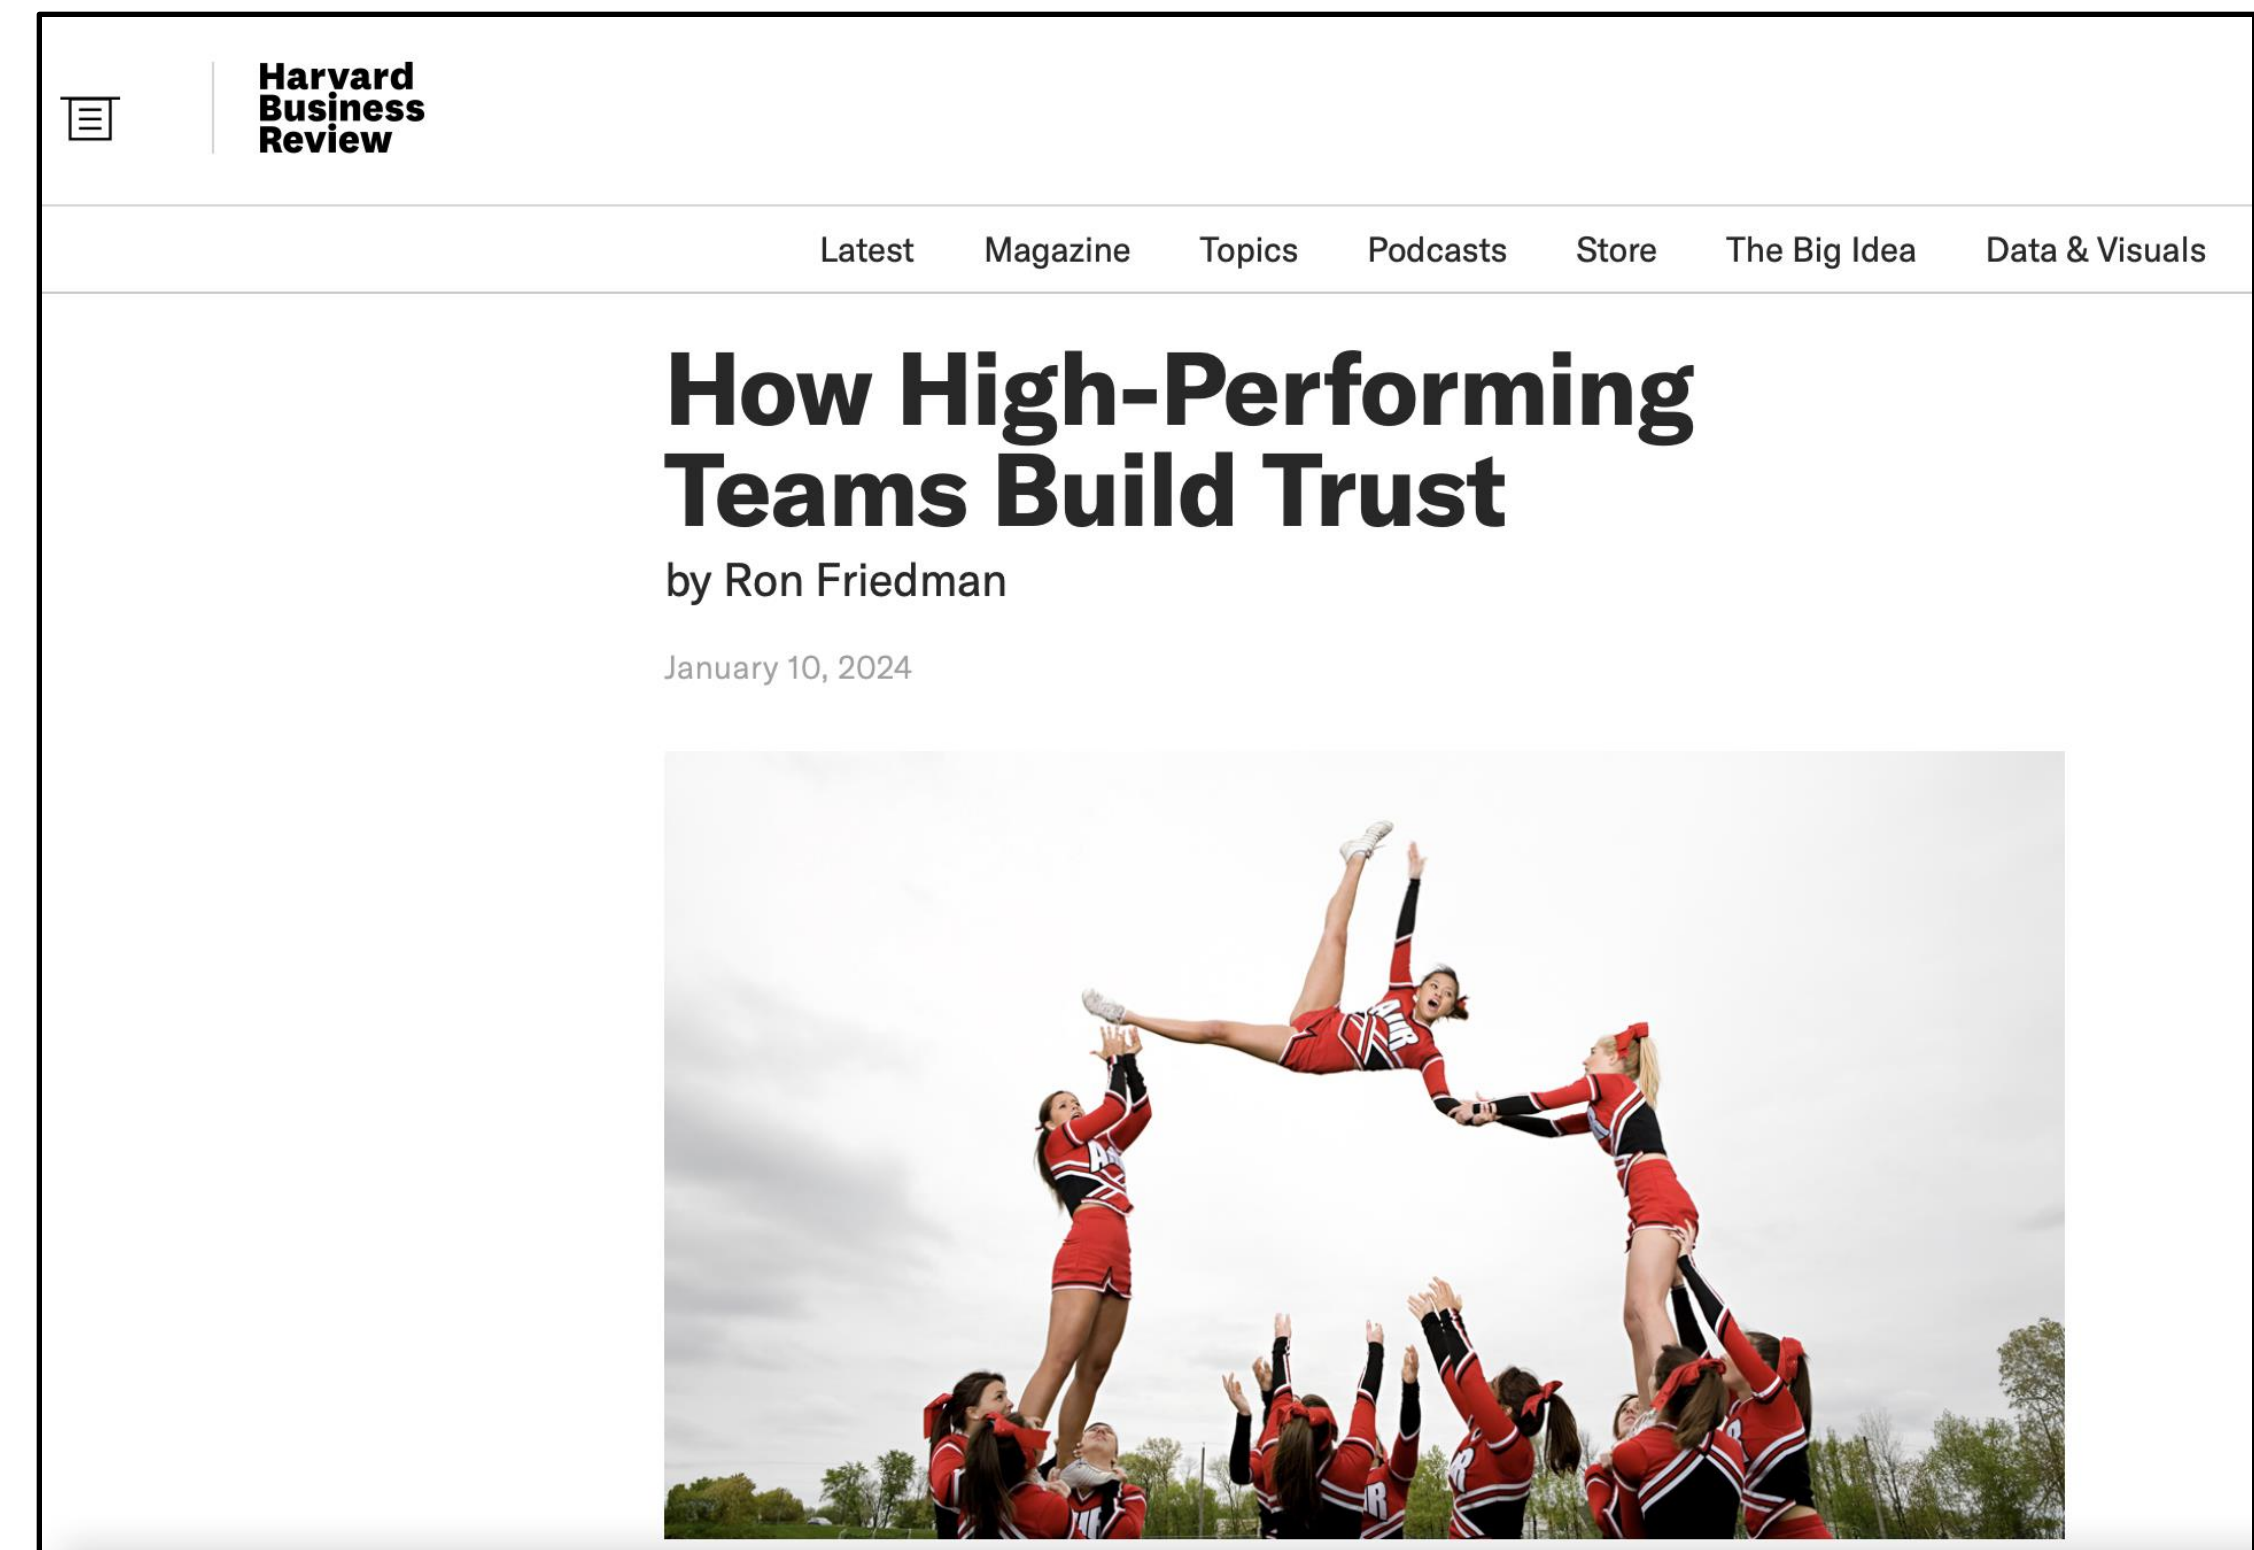 Harvard
Business
Review
Latest Magazine Topics Podcasts Store The Big Idea Data & Visuals
How High-Performing
Teams Build Trust
by Ron Friedman
January 10, 2024